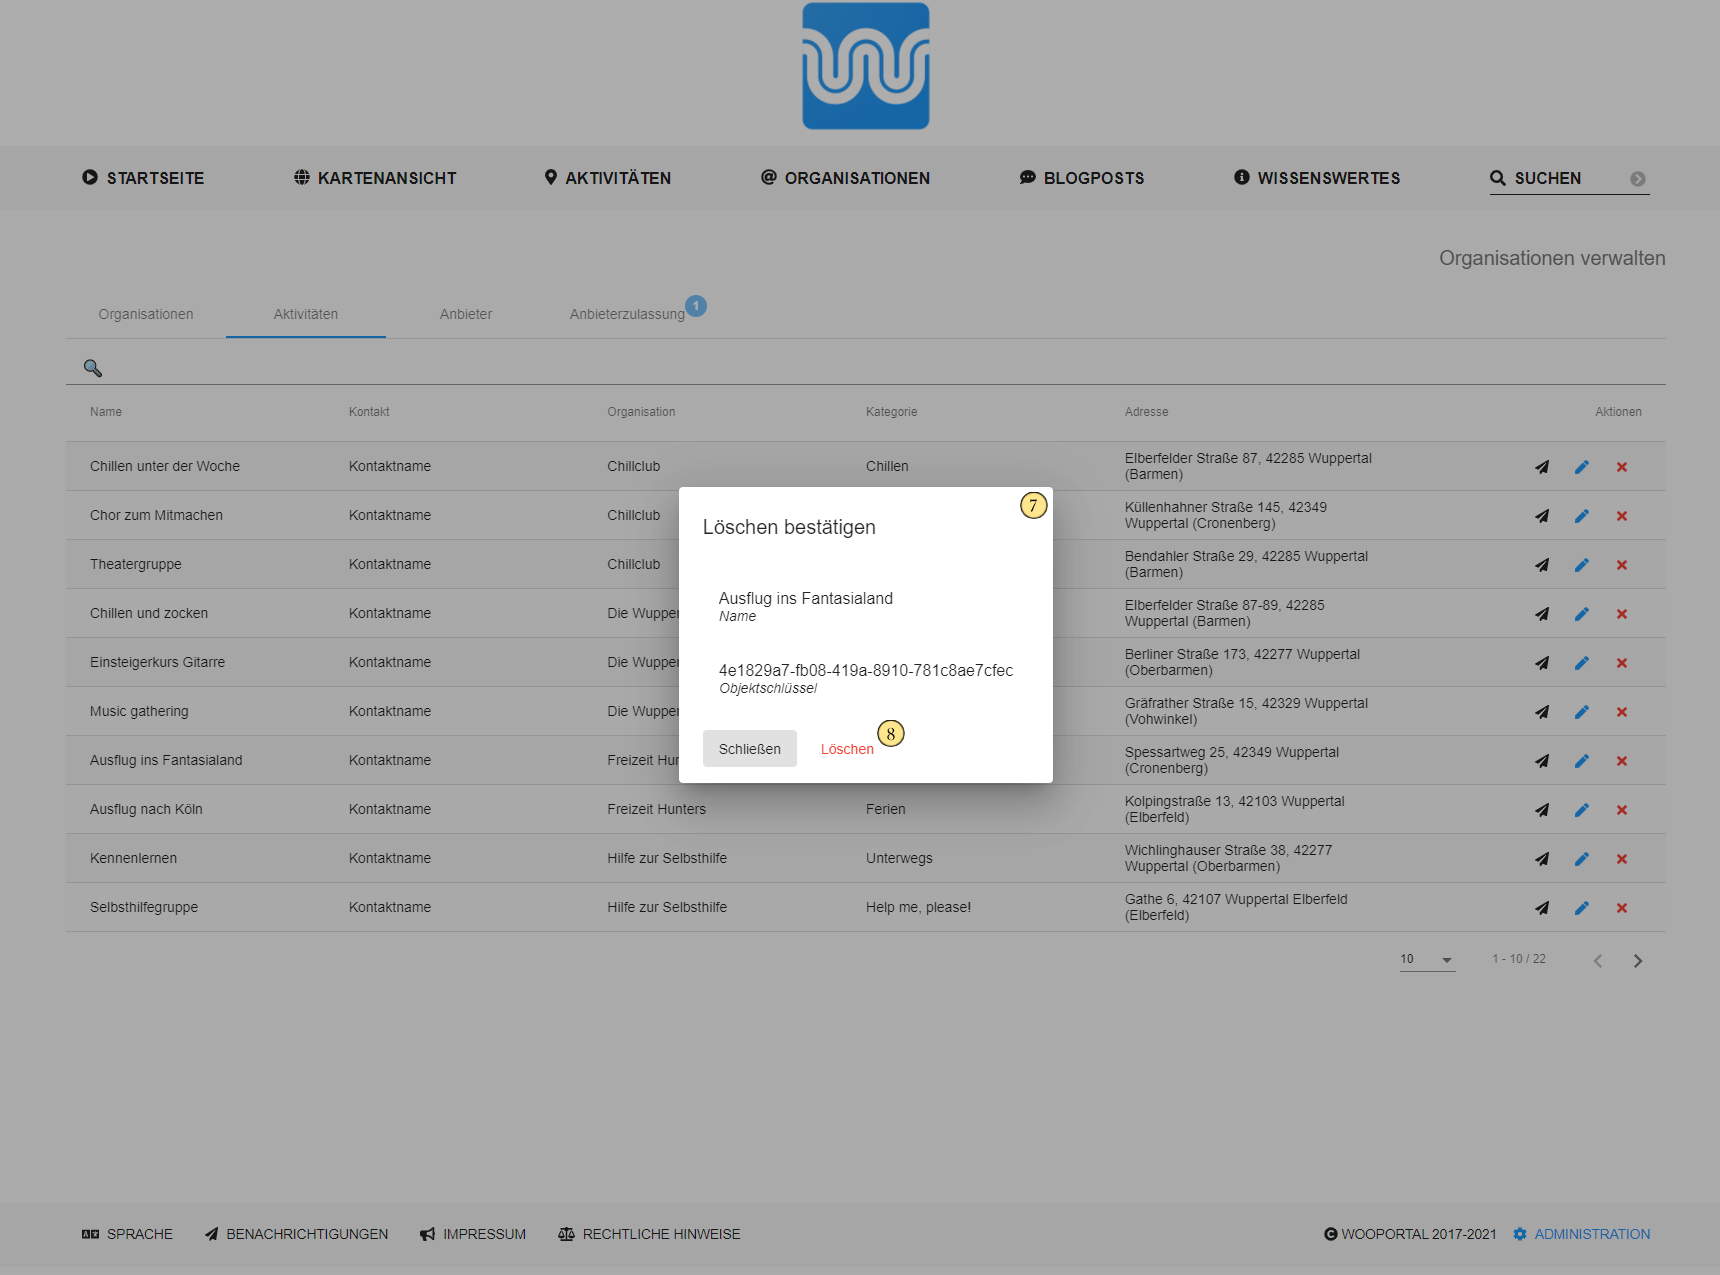 STARTSEITE KARTENANSICHT AKTIVITÄTEN ORGANISATIONEN BLOGPOSTS WISSENSWERTES SUCHEN
Organisationen verwalten
Organisationen Aktivitäten Anbieter Anbieterzulassung 1
Name Kontakt Organisation Kategorie Adresse Aktionen
Chillen unter der Woche Kontaktname Chillclub Chillen Elberfelder Straße 87, 42285 Wuppertal
(Barmen)
Chor zum Mitmachen Kontaktname Chillclub Küllenhahner Straße 145, 42349
Wuppertal (Cronenberg)
Theatergruppe Kontaktname Chillclub Bendahler Straße 29, 42285 Wuppertal
(Barmen)
Chillen und zocken Kontaktname Die Wupper Elberfelder Straße 87-89, 42285
Wuppertal (Barmen)
Einsteigerkurs Gitarre Kontaktname Die Wupper Berliner Straße 173, 42277 Wuppertal
(Oberbarmen)
Music gathering Kontaktname Die Wupper Gräfrather Straße 15, 42329 Wuppertal
(Vohwinkel)
Ausflug ins Fantasialand Kontaktname Freizeit Hun Spessartweg 25, 42349 Wuppertal
(Cronenberg)
Ausflug nach Köln Kontaktname Freizeit Hunters Ferien Kolpingstraße 13, 42103 Wuppertal
(Elberfeld)
Kennenlernen Kontaktname Hilfe zur Selbsthilfe Unterwegs Wichlinghauser Straße 38, 42277
Wuppertal (Oberbarmen)
Selbsthilfegruppe Kontaktname Hilfe zur Selbsthilfe Help me, please! Gathe 6, 42107 Wuppertal Elberfeld
(Elberfeld)
10 1 - 10 / 22
7
Löschen bestätigen
Ausflug ins Fantasialand
Name
4e1829a7-fb08-419a-8910-781c8ae7cfec
Objektschlüssel
Schließen Löschen 8
SPRACHE BENACHRICHTIGUNGEN IMPRESSUM RECHTLICHE HINWEISE WOOPORTAL 2017-2021 ADMINISTRATION